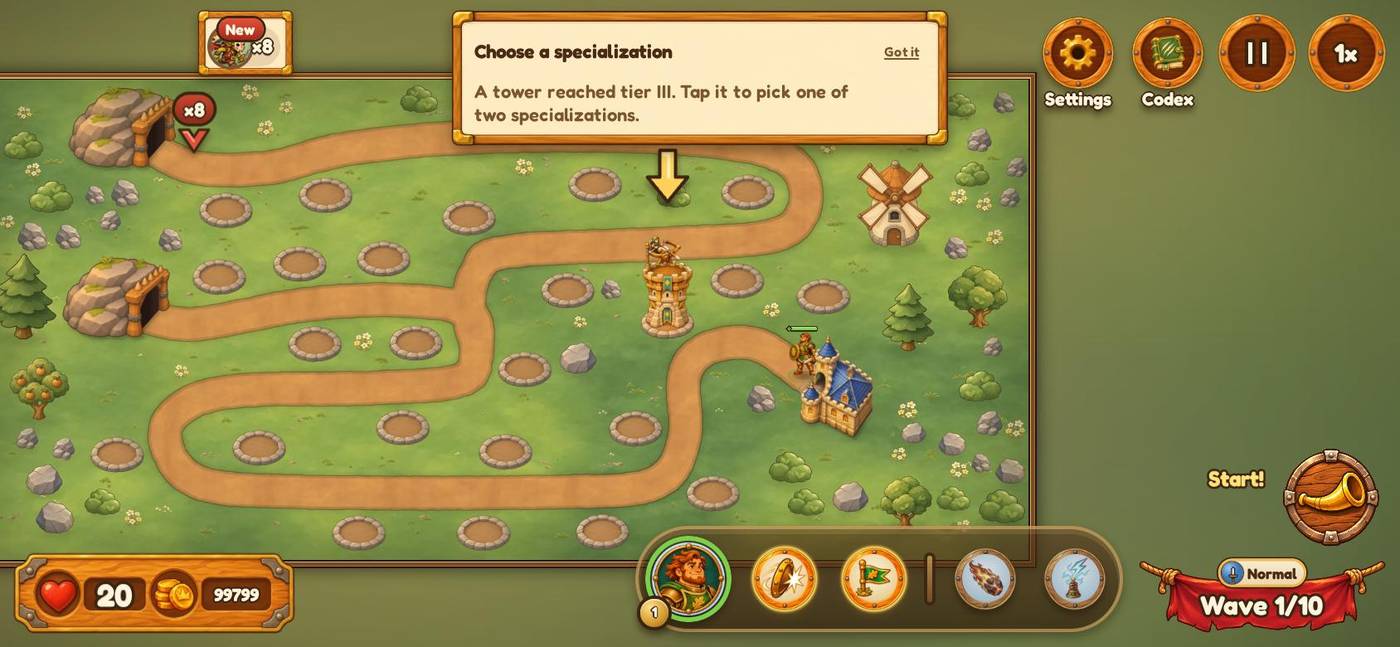 New
x8
Choose a specialization
Got it
A tower reached tier III. Tap it to pick one of
two specializations.
1x
Settings
Codex
x8
Start!
20
99799
1
Normal
Wave 1/10